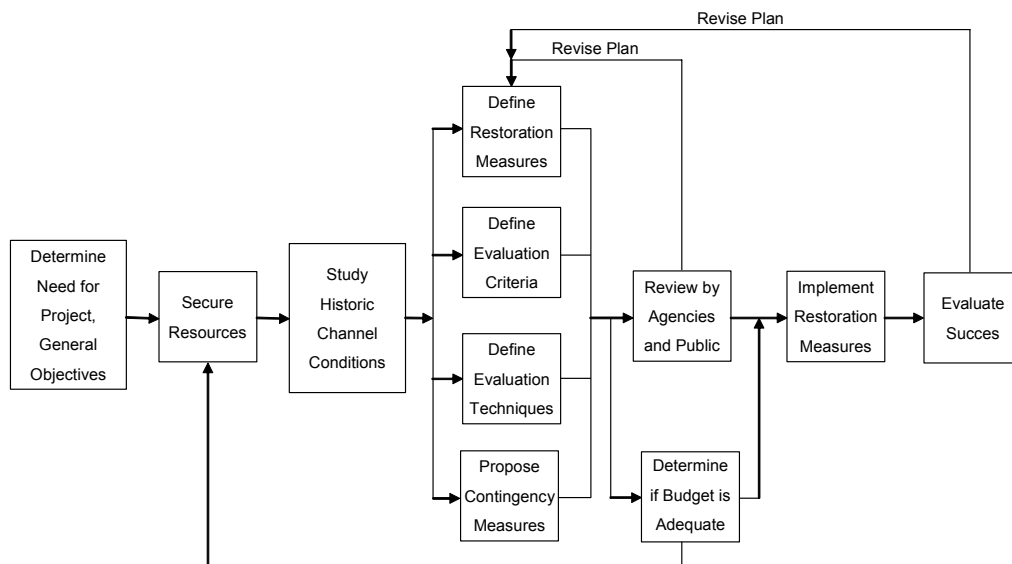 Revise Plan
Revise Plan
Define
Restoration
Measures
Define
Evaluation
Criteria
Determine
Need for
Project,
General
Objectives
Secure
Resources
Study
Historic
Channel
Conditions
Define
Evaluation
Techniques
Propose
Contingency
Measures
Review by
Agencies
and Public
Determine
if Budget is
Adequate
Implement
Restoration
Measures
Evaluate
Succes